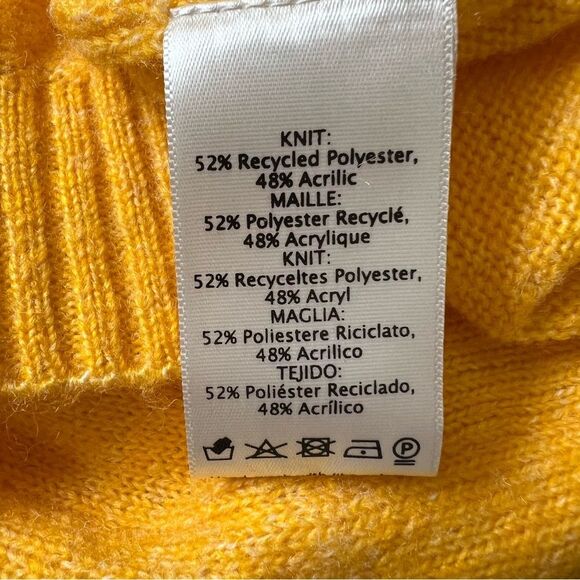 KNIT:
52% Recycled Polyester,
48% Acrilic
MAILLE:
52% Polyester Recyclé,
48% Acrylique
KNIT:
52% Recyceltes Polyester,
48% Acryl
MAGLIA:
52% Poliestere Riciclato,
48% Acrilico
TEJIDO:
52% Poliéster Reciclado,
48% Acrílico
P